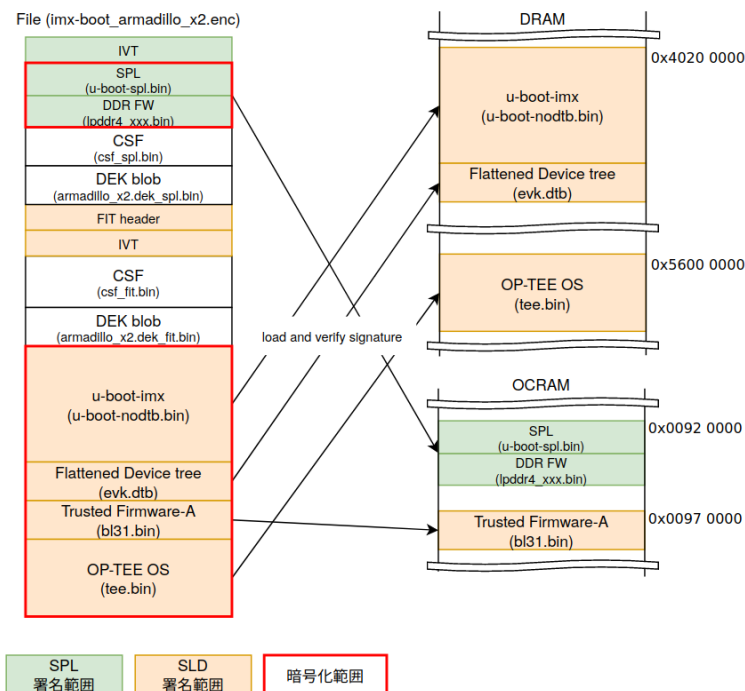 File (imx-boot_armadillo_x2.enc)
IVT
SPL
(u-boot-spl.bin)
DDR FW
(lpddr4_xxx.bin)
CSF
(csf_spl.bin)
DEK blob
(armadillo_x2.dek_spl.bin)
FIT header
IVT
CSF
(csf_fit.bin)
DEK blob
(armadillo_x2.dek_fit.bin)
u-boot-imx
(u-boot-nodtb.bin)
Flattened Device tree
(evk.dtb)
Trusted Firmware-A
(bl31.bin)
OP-TEE OS
(tee.bin)
load and verify signature
DRAM
0x4020 0000
u-boot-imx
(u-boot-nodtb.bin)
Flattened Device tree
(evk.dtb)
0x5600 0000
OP-TEE OS
(tee.bin)
OCRAM
0x0092 0000
SPL
(u-boot-spl.bin)
DDR FW
(lpddr4_xxx.bin)
0x0097 0000
Trusted Firmware-A
(bl31.bin)
SPL
署名範囲
SLD
署名範囲
暗号化範囲